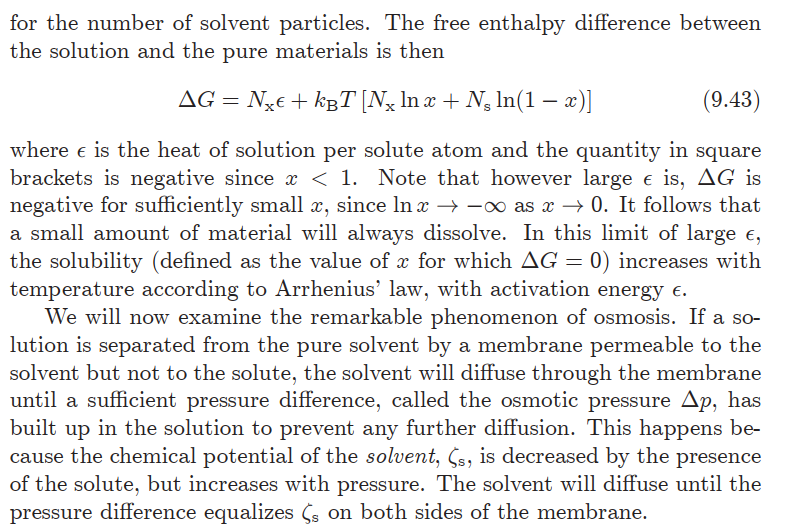 for the number of solvent particles. The free enthalpy difference between
the solution and the pure materials is then
ΔG = Nₓϵ + k_B T [Nₓ ln x + Nₛ ln(1 − x)] (9.43)
where ϵ is the heat of solution per solute atom and the quantity in square
brackets is negative since x < 1. Note that however large ϵ is, ΔG is
negative for sufficiently small x, since ln x → −∞ as x → 0. It follows that
a small amount of material will always dissolve. In this limit of large ϵ,
the solubility (defined as the value of x for which ΔG = 0) increases with
temperature according to Arrhenius’ law, with activation energy ϵ.
We will now examine the remarkable phenomenon of osmosis. If a so-
lution is separated from the pure solvent by a membrane permeable to the
solvent but not to the solute, the solvent will diffuse through the membrane
until a sufficient pressure difference, called the osmotic pressure Δp, has
built up in the solution to prevent any further diffusion. This happens be-
cause the chemical potential of the solvent, ζₛ, is decreased by the presence
of the solute, but increases with pressure. The solvent will diffuse until the
pressure difference equalizes ζₛ on both sides of the membrane.